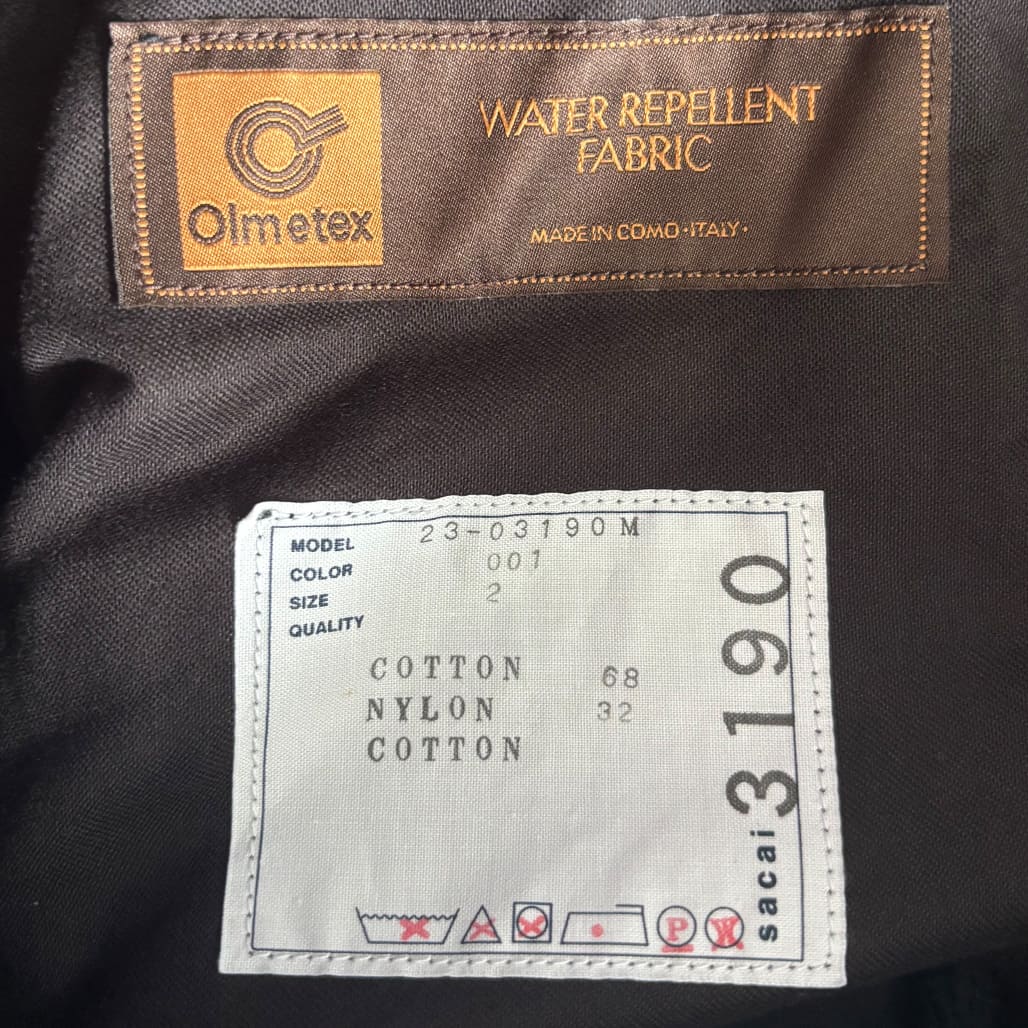 Olmetex
WATER REPELLENT
FABRIC
MADE IN COMO·ITALY·
MODEL 23-03190 M
COLOR 001
SIZE 2
QUALITY
COTTON 68
NYLON 32
COTTON
sacai 3190
P
W